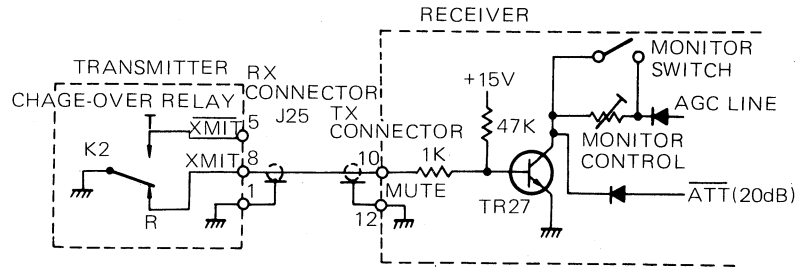 RECEIVER
TRANSMITTER
CHAGE-OVER RELAY
RX
CONNECTOR
J25
TX
CONNECTOR
MONITOR
SWITCH
+15V
47K
AGC LINE
MONITOR
CONTROL
XMIT
5
K2
XMIT
8
10
1K
MUTE
1
12
R
TR27
ATT(20dB)